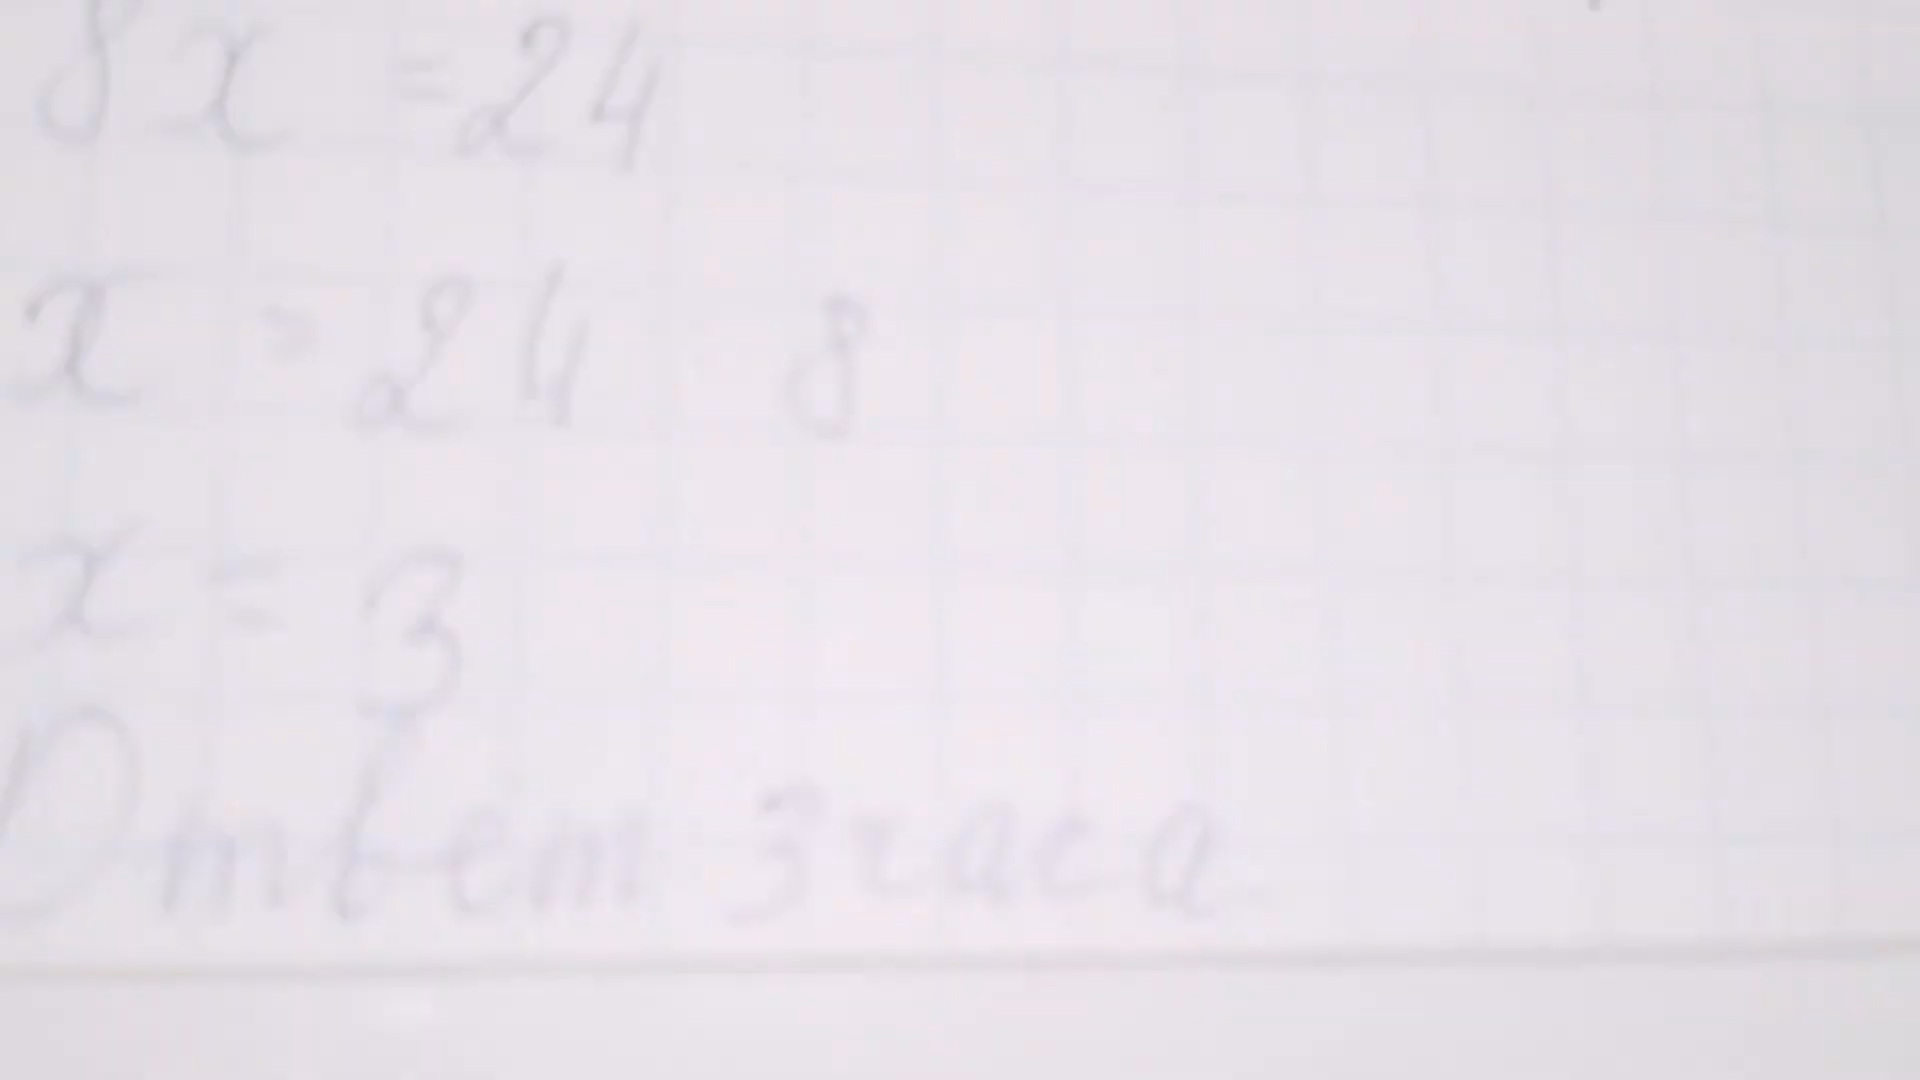 8x = 24
x = 24 8
x = 3
Ответ 3 часа